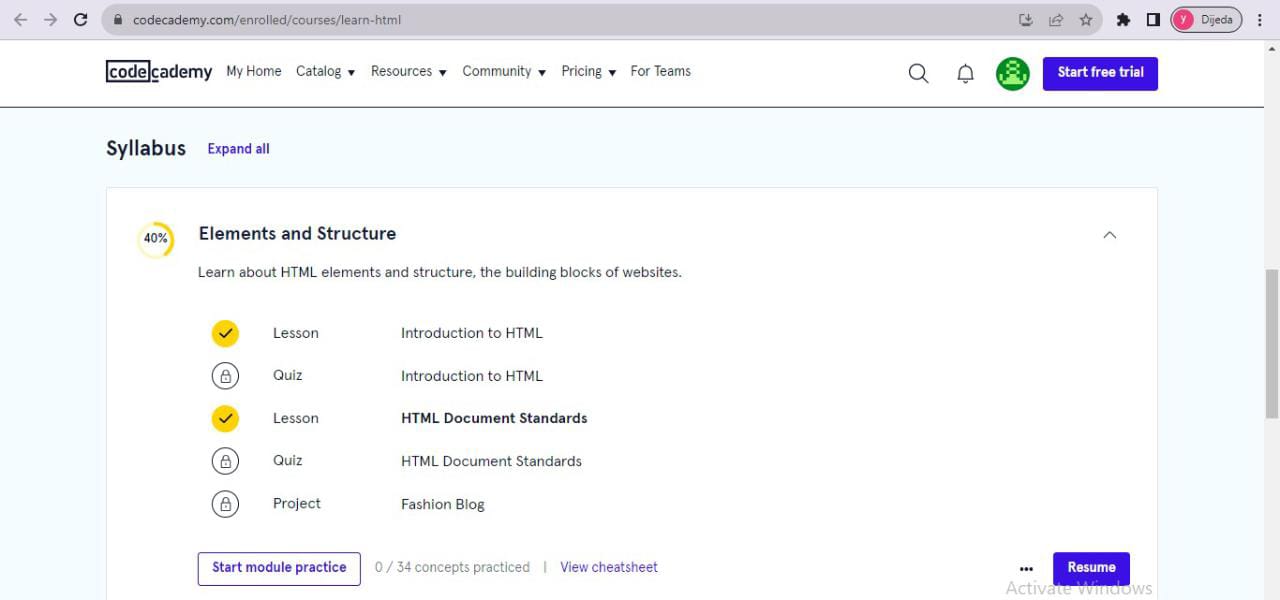 codecademy.com/enrolled/courses/learn-html
y Dijeda
codecademy My Home Catalog Resources Community Pricing For Teams Start free trial
Syllabus Expand all
40% Elements and Structure
Learn about HTML elements and structure, the building blocks of websites.
Lesson Introduction to HTML
Quiz Introduction to HTML
Lesson HTML Document Standards
Quiz HTML Document Standards
Project Fashion Blog
Start module practice 0 / 34 concepts practiced | View cheatsheet ••• Resume
Activate Windows